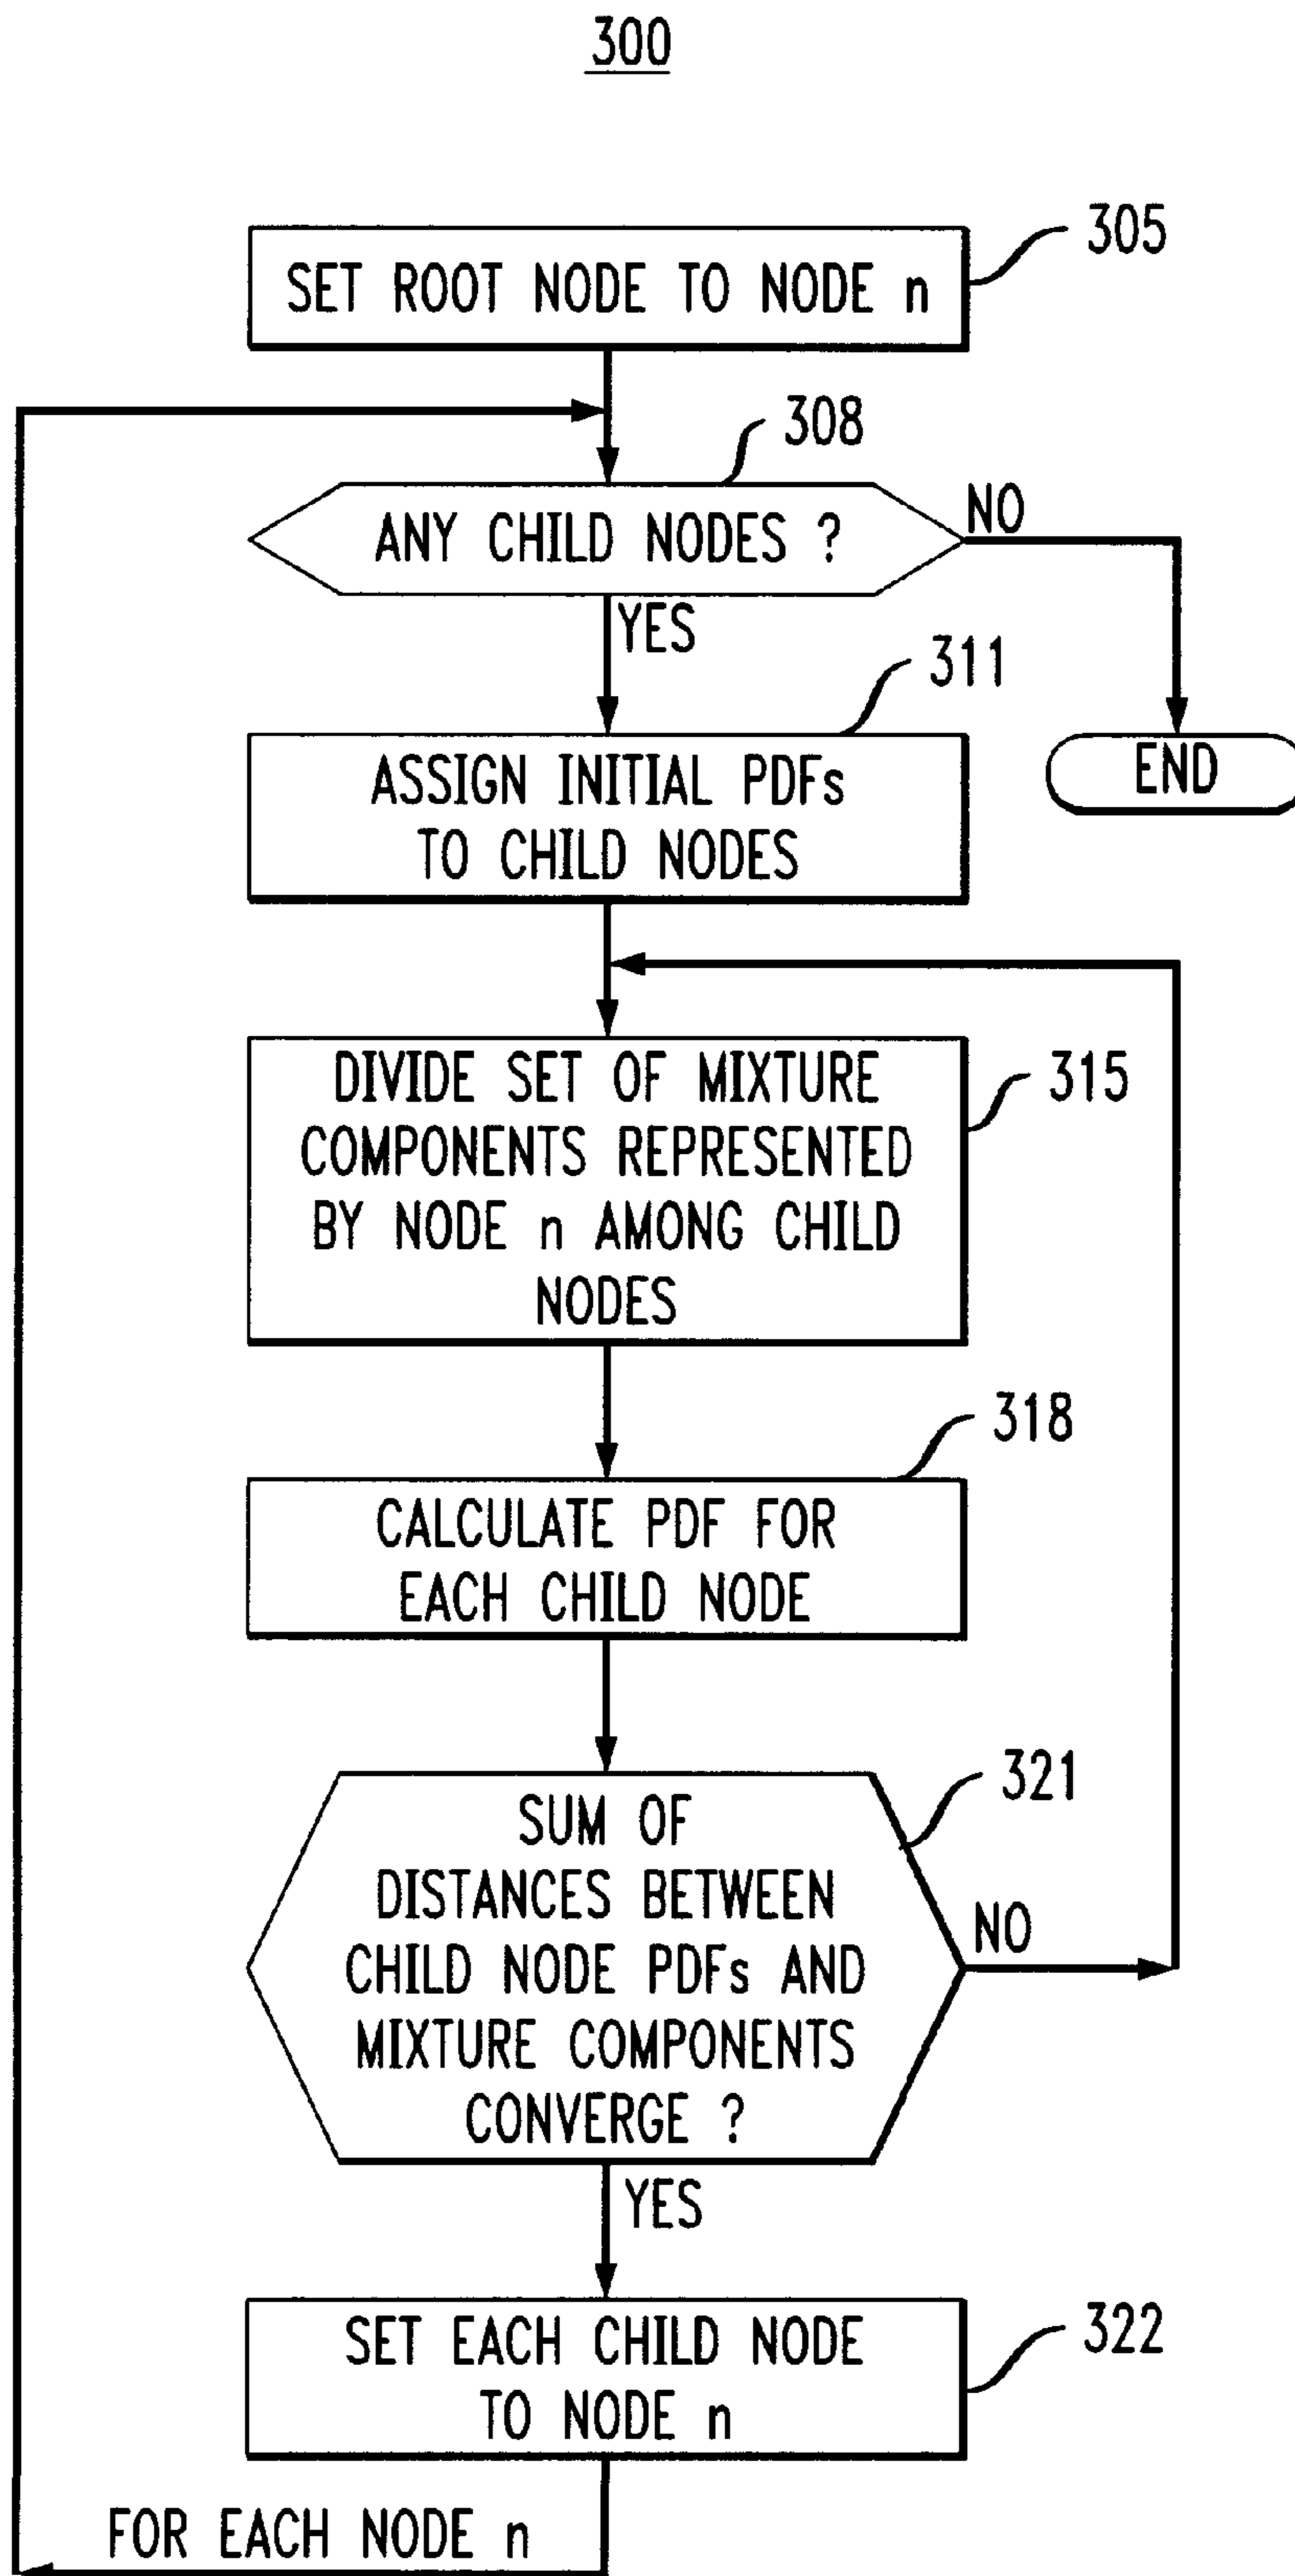 300
305
SET ROOT NODE TO NODE n
308
ANY CHILD NODES ?
NO
YES
311
ASSIGN INITIAL PDFs
TO CHILD NODES
END
DIVIDE SET OF MIXTURE
COMPONENTS REPRESENTED
BY NODE n AMONG CHILD
NODES
315
318
CALCULATE PDF FOR
EACH CHILD NODE
321
SUM OF
DISTANCES BETWEEN
CHILD NODE PDFs AND
MIXTURE COMPONENTS
CONVERGE ?
NO
YES
322
SET EACH CHILD NODE
TO NODE n
FOR EACH NODE n